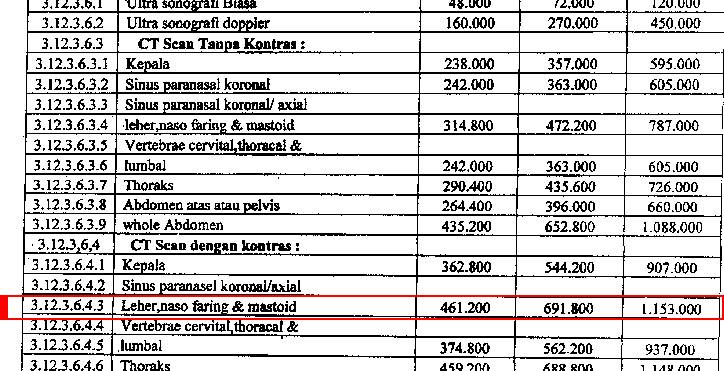 3.12.3.6.1 Ultra sonografi Biasa 48.000 72.000 120.000
3.12.3.6.2 Ultra sonografi doppler 160.000 270.000 450.000
3.12.3.6.3 CT Scan Tanpa Kontras :
3.12.3.6.3.1 Kepala 238.000 357.000 595.000
3.12.3.6.3.2 Sinus paranasal koronal 242.000 363.000 605.000
3.12.3.6.3.3 Sinus paranasal koronal/ axial
3.12.3.6.3.4 leher,naso faring & mastoid 314.800 472.200 787.000
3.12.3.6.3.5 Vertebrae cervital,thoracal &
3.12.3.6.3.6 lumbal 242.000 363.000 605.000
3.12.3.6.3.7 Thoraks 290.400 435.600 726.000
3.12.3.6.3.8 Abdomen atas atau pelvis 264.400 396.000 660.000
3.12.3.6.3.9 whole Abdomen 435.200 652.800 1.088.000
3.12.3,6,4 CT Scan dengan kontras :
3.12.3.6.4.1 Kepala 362.800 544.200 907.000
3.12.3.6.4.2 Sinus paranasel koronal/axial
3.12.3.6.4.3 Leher,naso faring & mastoid 461.200 691.800 1.153.000
3.12.3.6.4.4 Vertebrae cervital,thoracal &
3.12.3.6.4.5 lumbal 374.800 562.200 937.000
3.12.3.6.4.6 Thoraks 459.200 688.800 1.148.000